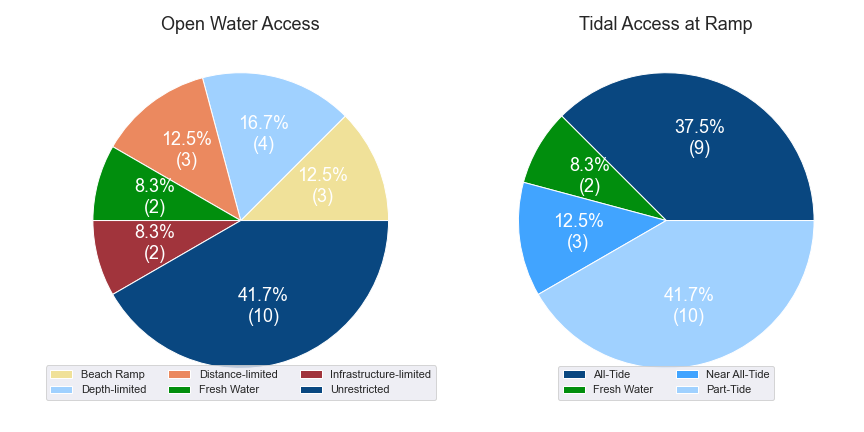 Open Water Access
16.7%
(4)
12.5%
(3)
12.5%
(3)
8.3%
(2)
8.3%
(2)
41.7%
(10)
Beach Ramp
Distance-limited
Infrastructure-limited
Depth-limited
Fresh Water
Unrestricted
Tidal Access at Ramp
37.5%
(9)
8.3%
(2)
12.5%
(3)
41.7%
(10)
All-Tide
Near All-Tide
Fresh Water
Part-Tide